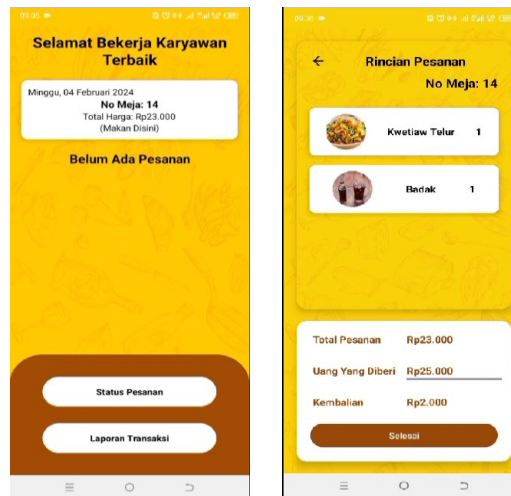 09.05
Selamat Bekerja Karyawan
Terbaik
Minggu, 04 Februari 2024
No Meja: 14
Total Harga: Rp23.000
(Makan Disini)
Belum Ada Pesanan
Status Pesanan
Laporan Transaksi
Rincian Pesanan
No Meja: 14
Kwetiaw Telur 1
Badak 1
Total Pesanan Rp23.000
Uang Yang Diberi Rp25.000
Kembalian Rp2.000
Selesai